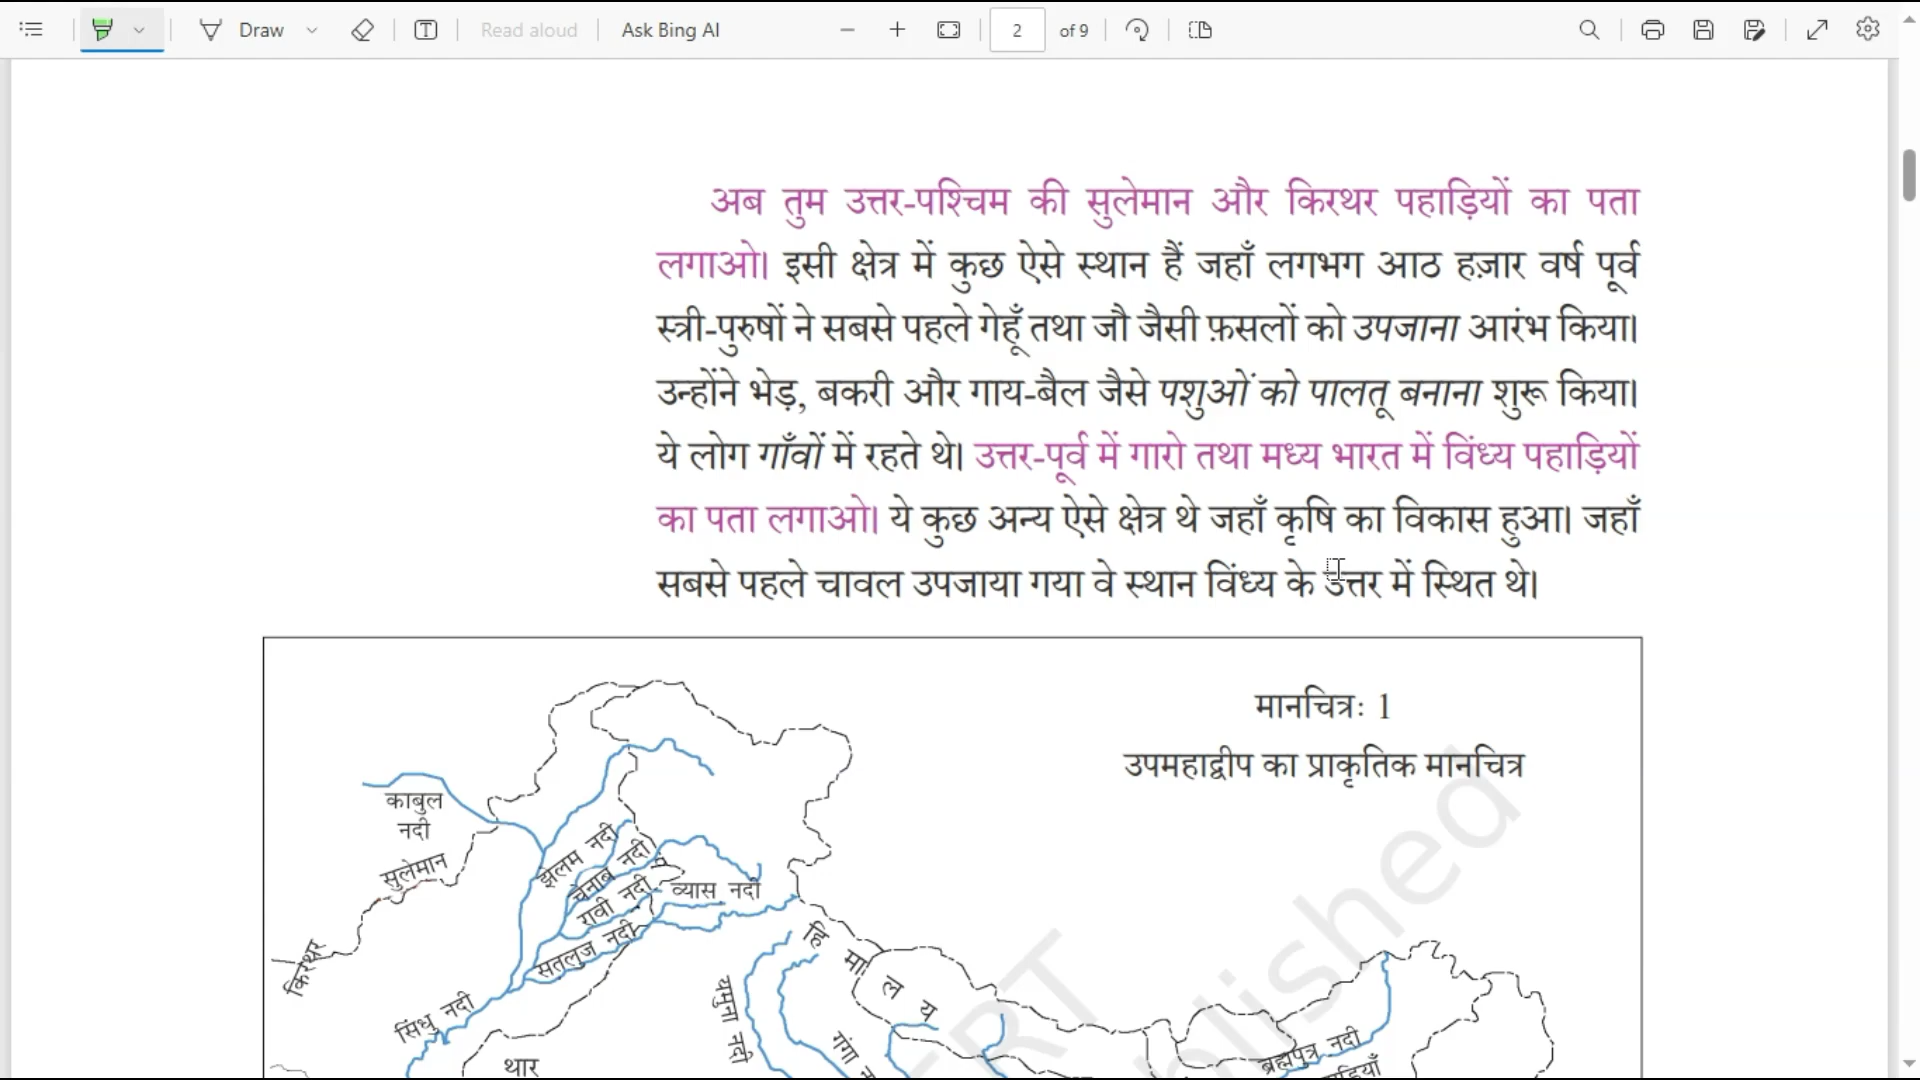 Draw
Read aloud
Ask Bing AI
2 of 9
अब तुम उत्तर-पश्चिम की सुलेमान और किरथर पहाड़ियों का पता
लगाओ। इसी क्षेत्र में कुछ ऐसे स्थान हैं जहाँ लगभग आठ हज़ार वर्ष पूर्व
स्त्री-पुरुषों ने सबसे पहले गेहूँ तथा जौ जैसी फ़सलों को उपजाना आरंभ किया।
उन्होंने भेड़, बकरी और गाय-बैल जैसे पशुओं को पालतू बनाना शुरू किया।
ये लोग गाँवों में रहते थे। उत्तर-पूर्व में गारो तथा मध्य भारत में विंध्य पहाड़ियों
का पता लगाओ। ये कुछ अन्य ऐसे क्षेत्र थे जहाँ कृषि का विकास हुआ। जहाँ
सबसे पहले चावल उपजाया गया वे स्थान विंध्य के उत्तर में स्थित थे।
मानचित्रः 1
उपमहाद्वीप का प्राकृतिक मानचित्र
काबुल
नदी
सुलेमान
किरथर
झेलम नदी
चेनाब नदी
रावी नदी
व्यास नदी
सतलुज नदी
सिंधु नदी
थार
हिमालय
यमुना नदी
गंगा
ब्रह्मपुत्र नदी